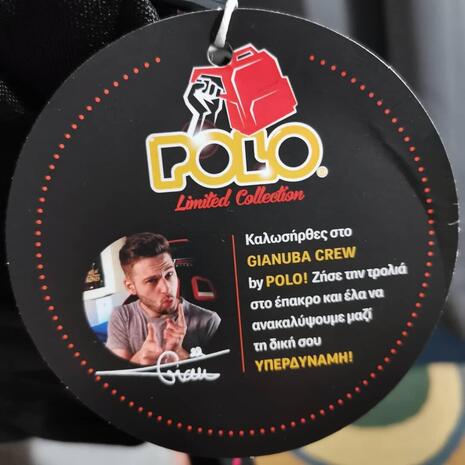 POLO®
Limited Collection
Καλωσήρθες στο
GIANUBA CREW
by POLO! Ζήσε την τρολιά
στο έπακρο και έλα να
ανακαλύψουμε μαζί
τη δική σου
ΥΠΕΡΔΥΝΑΜΗ!
Gian